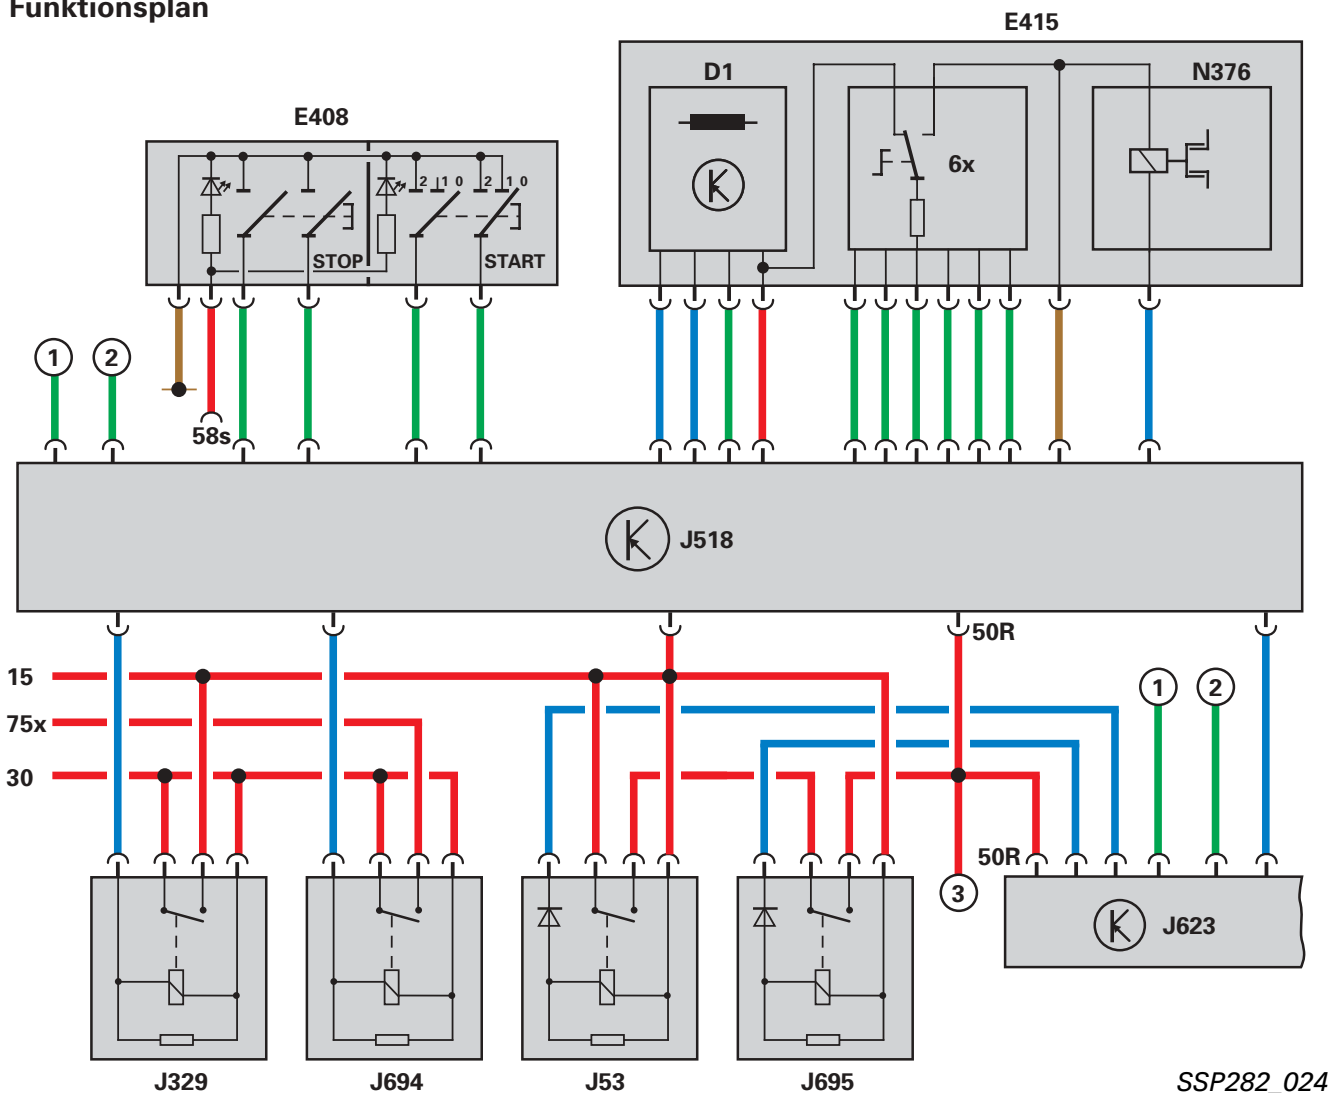 Funktionsplan
E415
D1
N376
E408
6x
2 1 0
2 1 0
STOP
START
1
2
58s
J518
50R
15
1
2
75x
30
50R
3
J623
J329
J694
J53
J695
SSP282_024